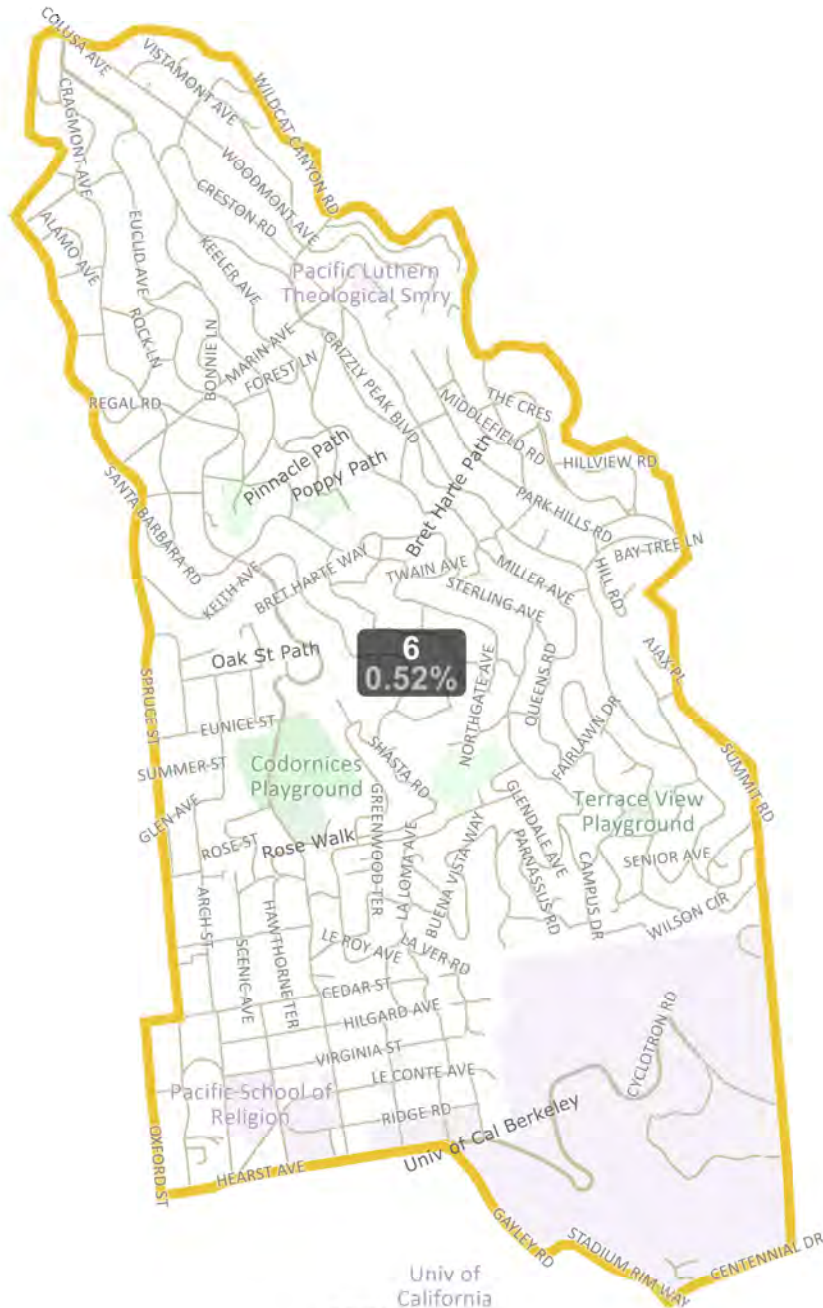 COLUSA AVE
VISTAMONT AVE
WILDCAT CANYON RD
CRAGMONT AVE
WOODMONT AVE
CRESTON RD
EUCLID AVE
ALAMO AVE
KEELER AVE
Pacific Luthern
Theological Smry
ROCK LN
BONNIE LN
MARIN AVE
FOREST LN
GRIZZLY PEAK BLVD
REGAL RD
MIDDLEFIELD RD
THE CRES
HILLVIEW RD
Pinnacle Path
Poppy Path
Bret Harte Path
SANTA BARBARA RD
PARK HILLS RD
BAY TREE LN
KEITH AVE
BRET HARTE WAY
TWAIN AVE
MILLER AVE
HILL RD
STERLING AVE
Oak St Path
6
0.52%
NORTHGATE AVE
QUEENS RD
AJAX PL
SPRUCE ST
EUNICE ST
FAIRLAWN DR
SUMMIT RD
SUMMER ST
Codornices
Playground
SHASTA RD
GLEN AVE
GREENWOOD TER
GLENDALE AVE
Terrace View
Playground
ROSE ST
Rose Walk
LA LOMA AVE
BUENA VISTA WAY
PARNASSUS RD
CAMPUS DR
SENIOR AVE
ARCH ST
SCENIC AVE
HAWTHORNE TER
LE ROY AVE
LA VER RD
WILSON CIR
CEDAR ST
HILGARD AVE
VIRGINIA ST
LE CONTE AVE
CYCLOTRON RD
Pacific School of
Religion
RIDGE RD
Univ of Cal Berkeley
OXFORD ST
HEARST AVE
GAYLEY RD
STADIUM RIM WAY
CENTENNIAL DR
Univ of
California